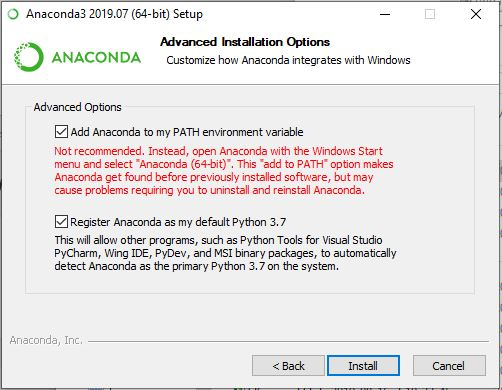 Anaconda3 2019.07 (64-bit) Setup
Advanced Installation Options
Customize how Anaconda integrates with Windows
ANACONDA
Advanced Options
Add Anaconda to my PATH environment variable
Not recommended. Instead, open Anaconda with the Windows Start
menu and select "Anaconda (64-bit)". This "add to PATH" option makes
Anaconda get found before previously installed software, but may
cause problems requiring you to uninstall and reinstall Anaconda.
Register Anaconda as my default Python 3.7
This will allow other programs, such as Python Tools for Visual Studio
PyCharm, Wing IDE, PyDev, and MSI binary packages, to automatically
detect Anaconda as the primary Python 3.7 on the system.
Anaconda, Inc.
< Back
Install
Cancel